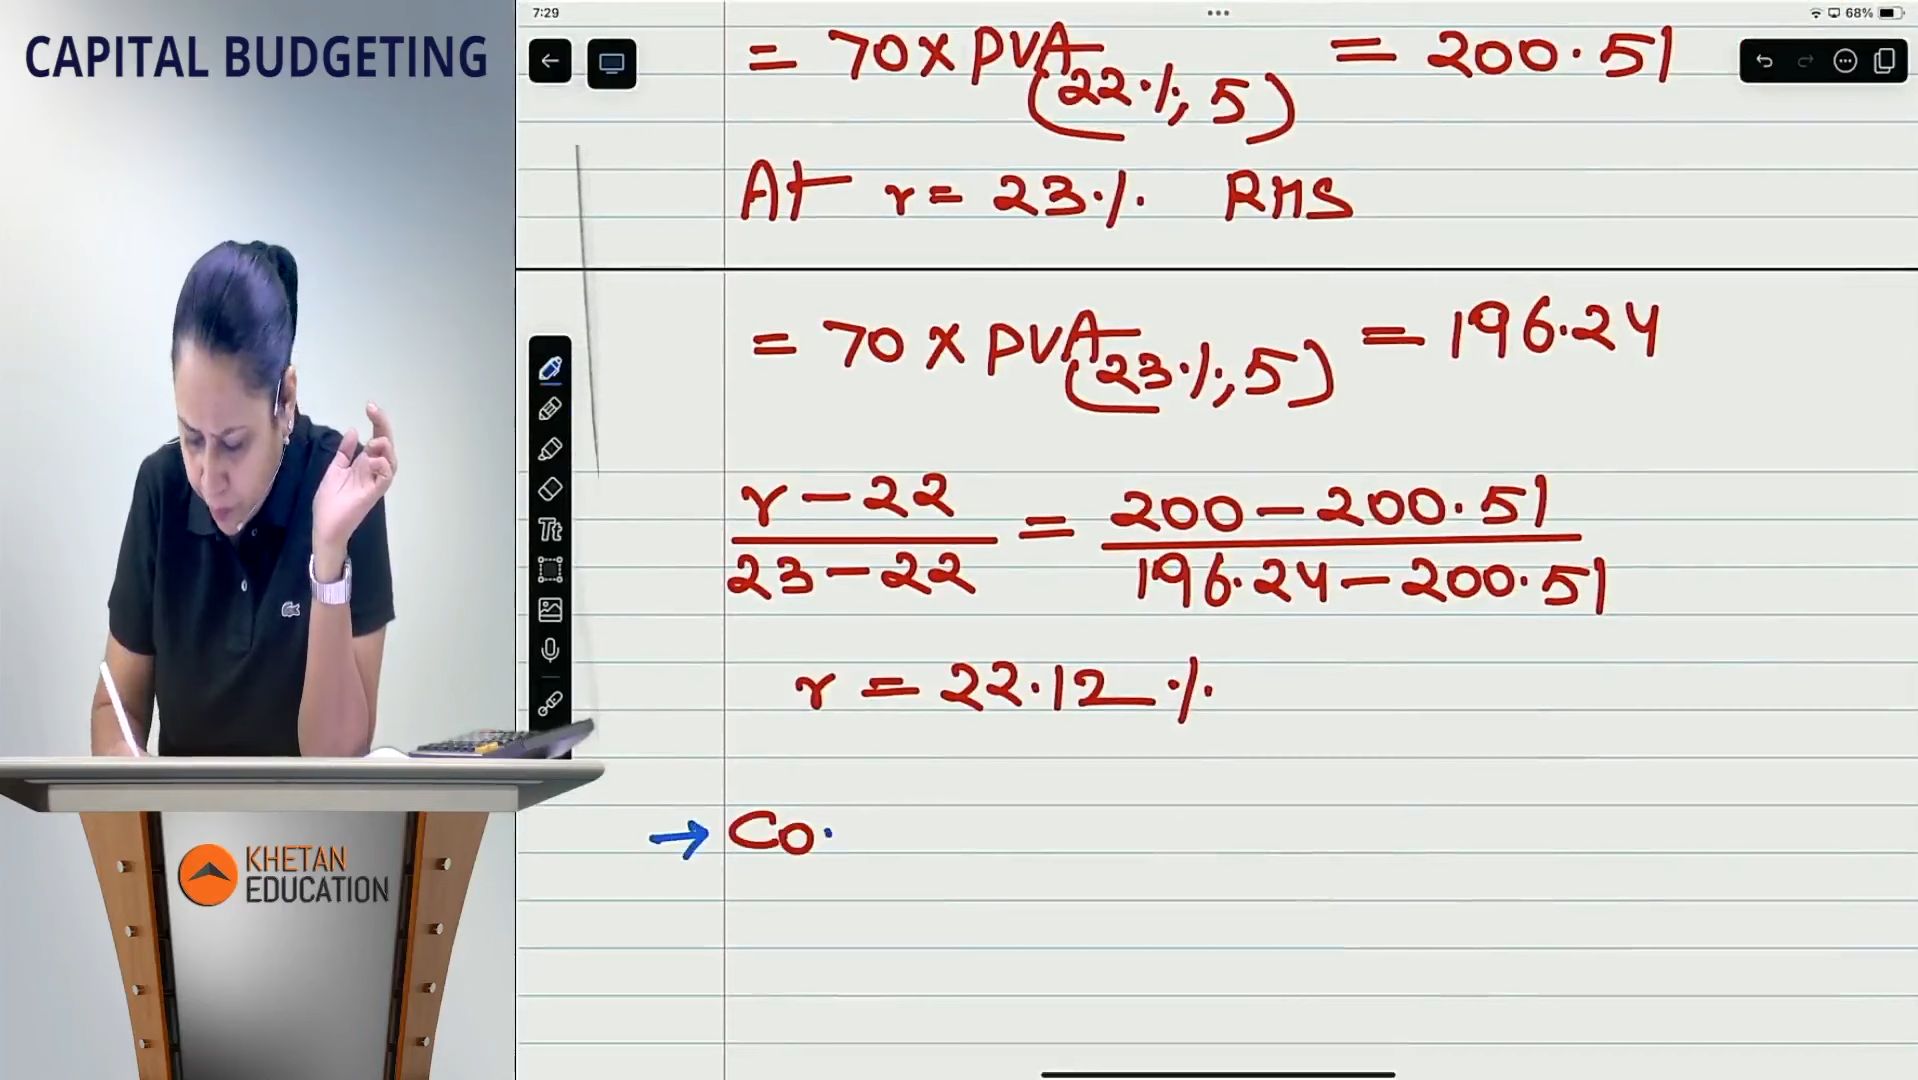 7:29
68%
CAPITAL BUDGETING
= 70 × PVA (22%, 5) = 200.51
At r = 23% RHS
= 70 × PVA (23%, 5) = 196.24
r - 22 / 23 - 22 = 200 - 200.51 / 196.24 - 200.51
r = 22.12 %
→ Co.
Tt
KHETAN
EDUCATION